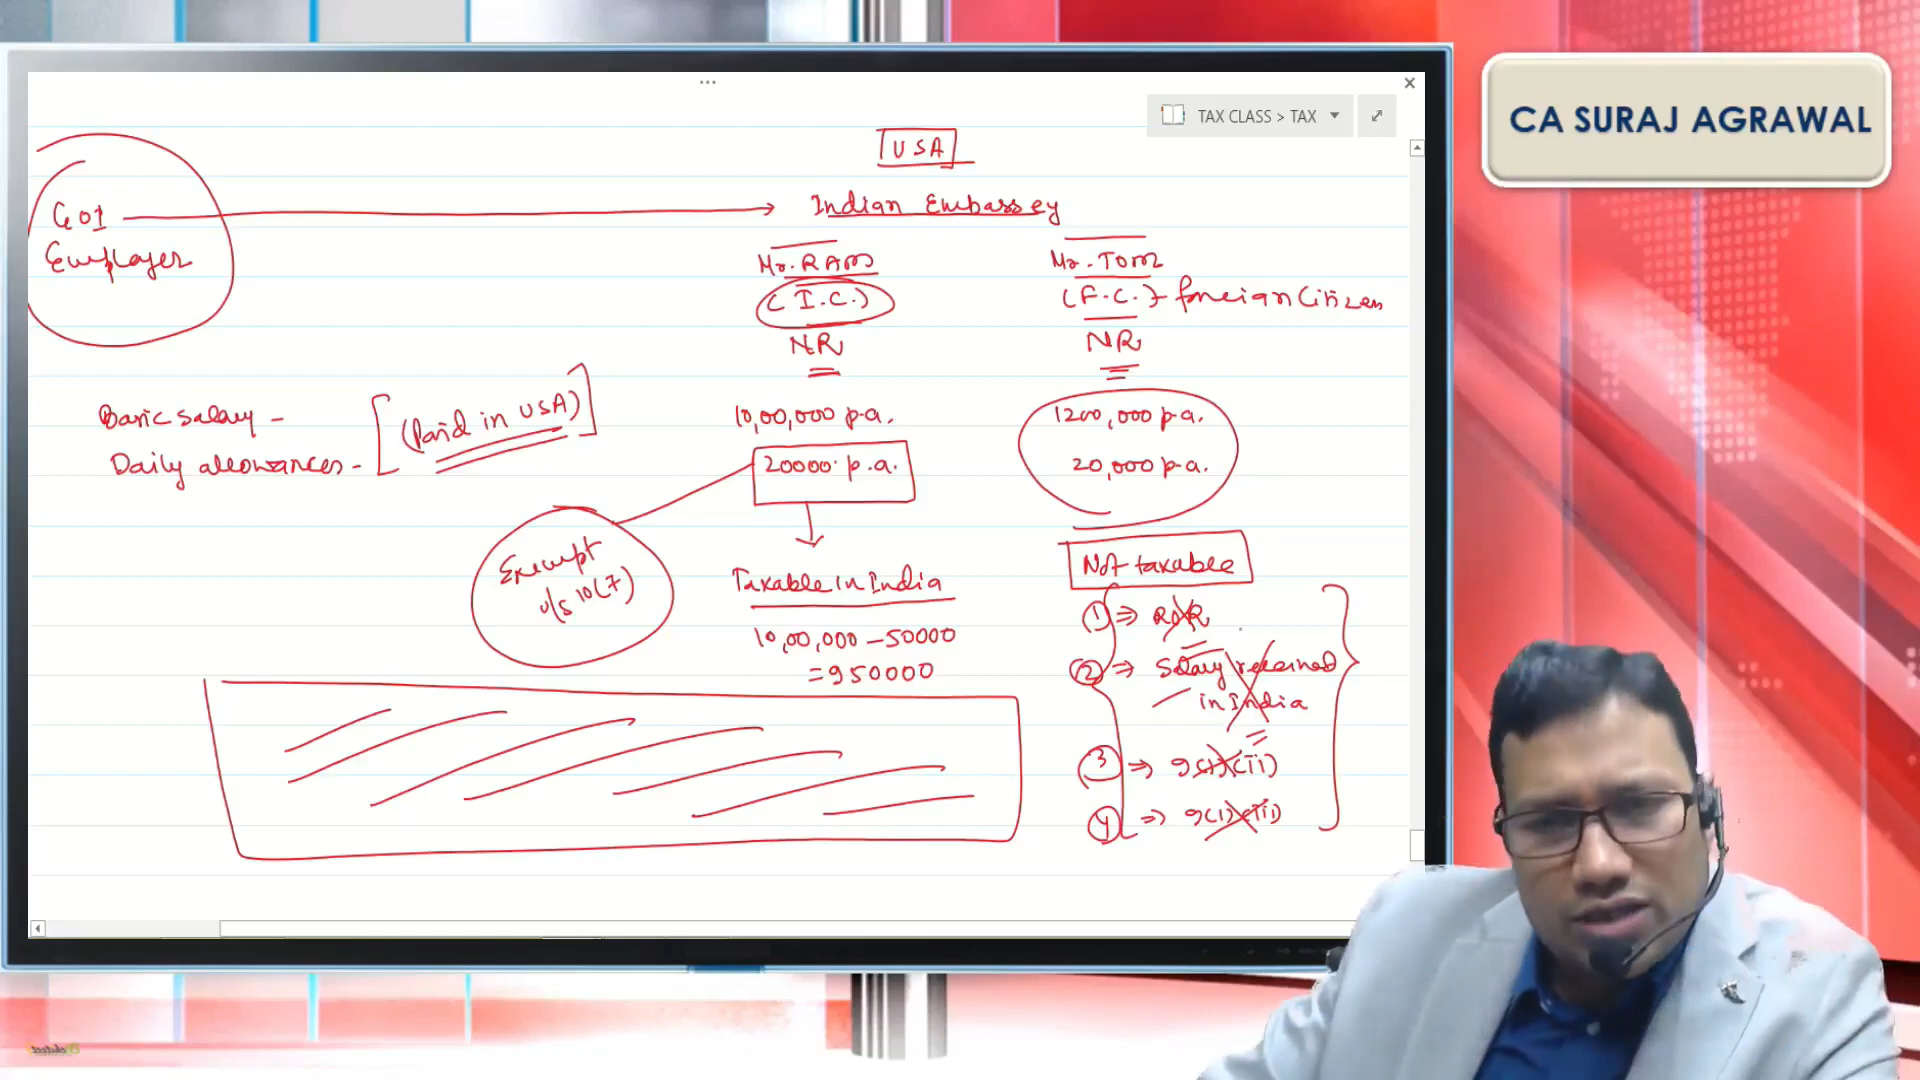 CA SURAJ AGRAWAL
TAX CLASS > TAX
USA
GOI
Employer
Indian Embassey
Mr. RAM
(I.C.)
NR
Mr. TOM
(F.C.) foreign Citizen
NR
Basic salary -
Daily allowances -
(Paid in USA)
10,00,000 p.a.
20000 p.a.
1200,000 p.a.
20,000 p.a.
Exempt
u/s 10(7)
Taxable in India
10,00,000 - 50000
= 950000
Not taxable
① ⇒ ROR
② ⇒ Salary received
in India
③ ⇒ 9(1)(ii)
④ ⇒ 9(1)(iii)